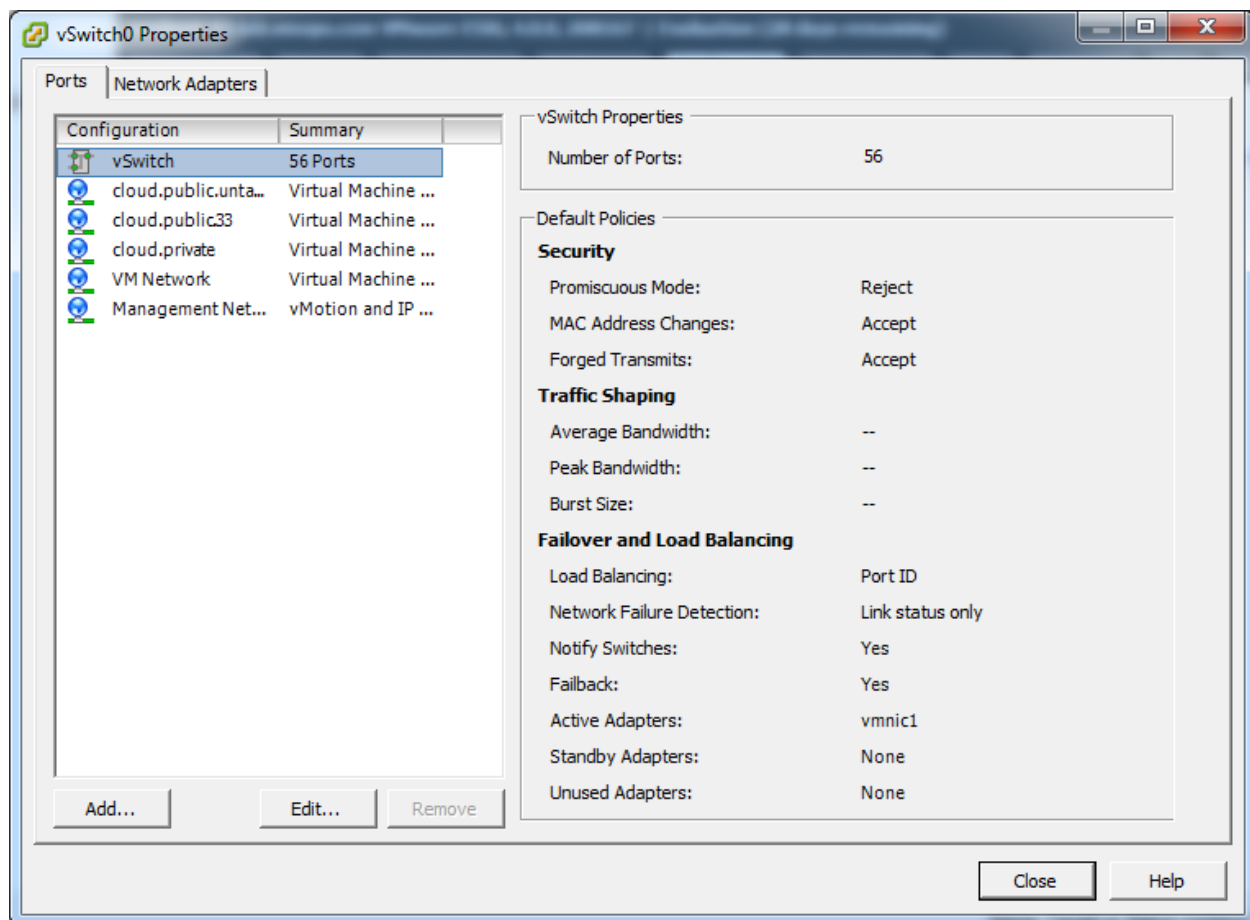 vSwitch0 Properties
Ports Network Adapters
Configuration Summary
vSwitch 56 Ports
cloud.public.unta... Virtual Machine ...
cloud.public.33 Virtual Machine ...
cloud.private Virtual Machine ...
VM Network Virtual Machine ...
Management Net... vMotion and IP ...
Add... Edit... Remove
vSwitch Properties
Number of Ports: 56
Default Policies
Security
Promiscuous Mode: Reject
MAC Address Changes: Accept
Forged Transmits: Accept
Traffic Shaping
Average Bandwidth: --
Peak Bandwidth: --
Burst Size: --
Failover and Load Balancing
Load Balancing: Port ID
Network Failure Detection: Link status only
Notify Switches: Yes
Failback: Yes
Active Adapters: vmnic1
Standby Adapters: None
Unused Adapters: None
Close Help